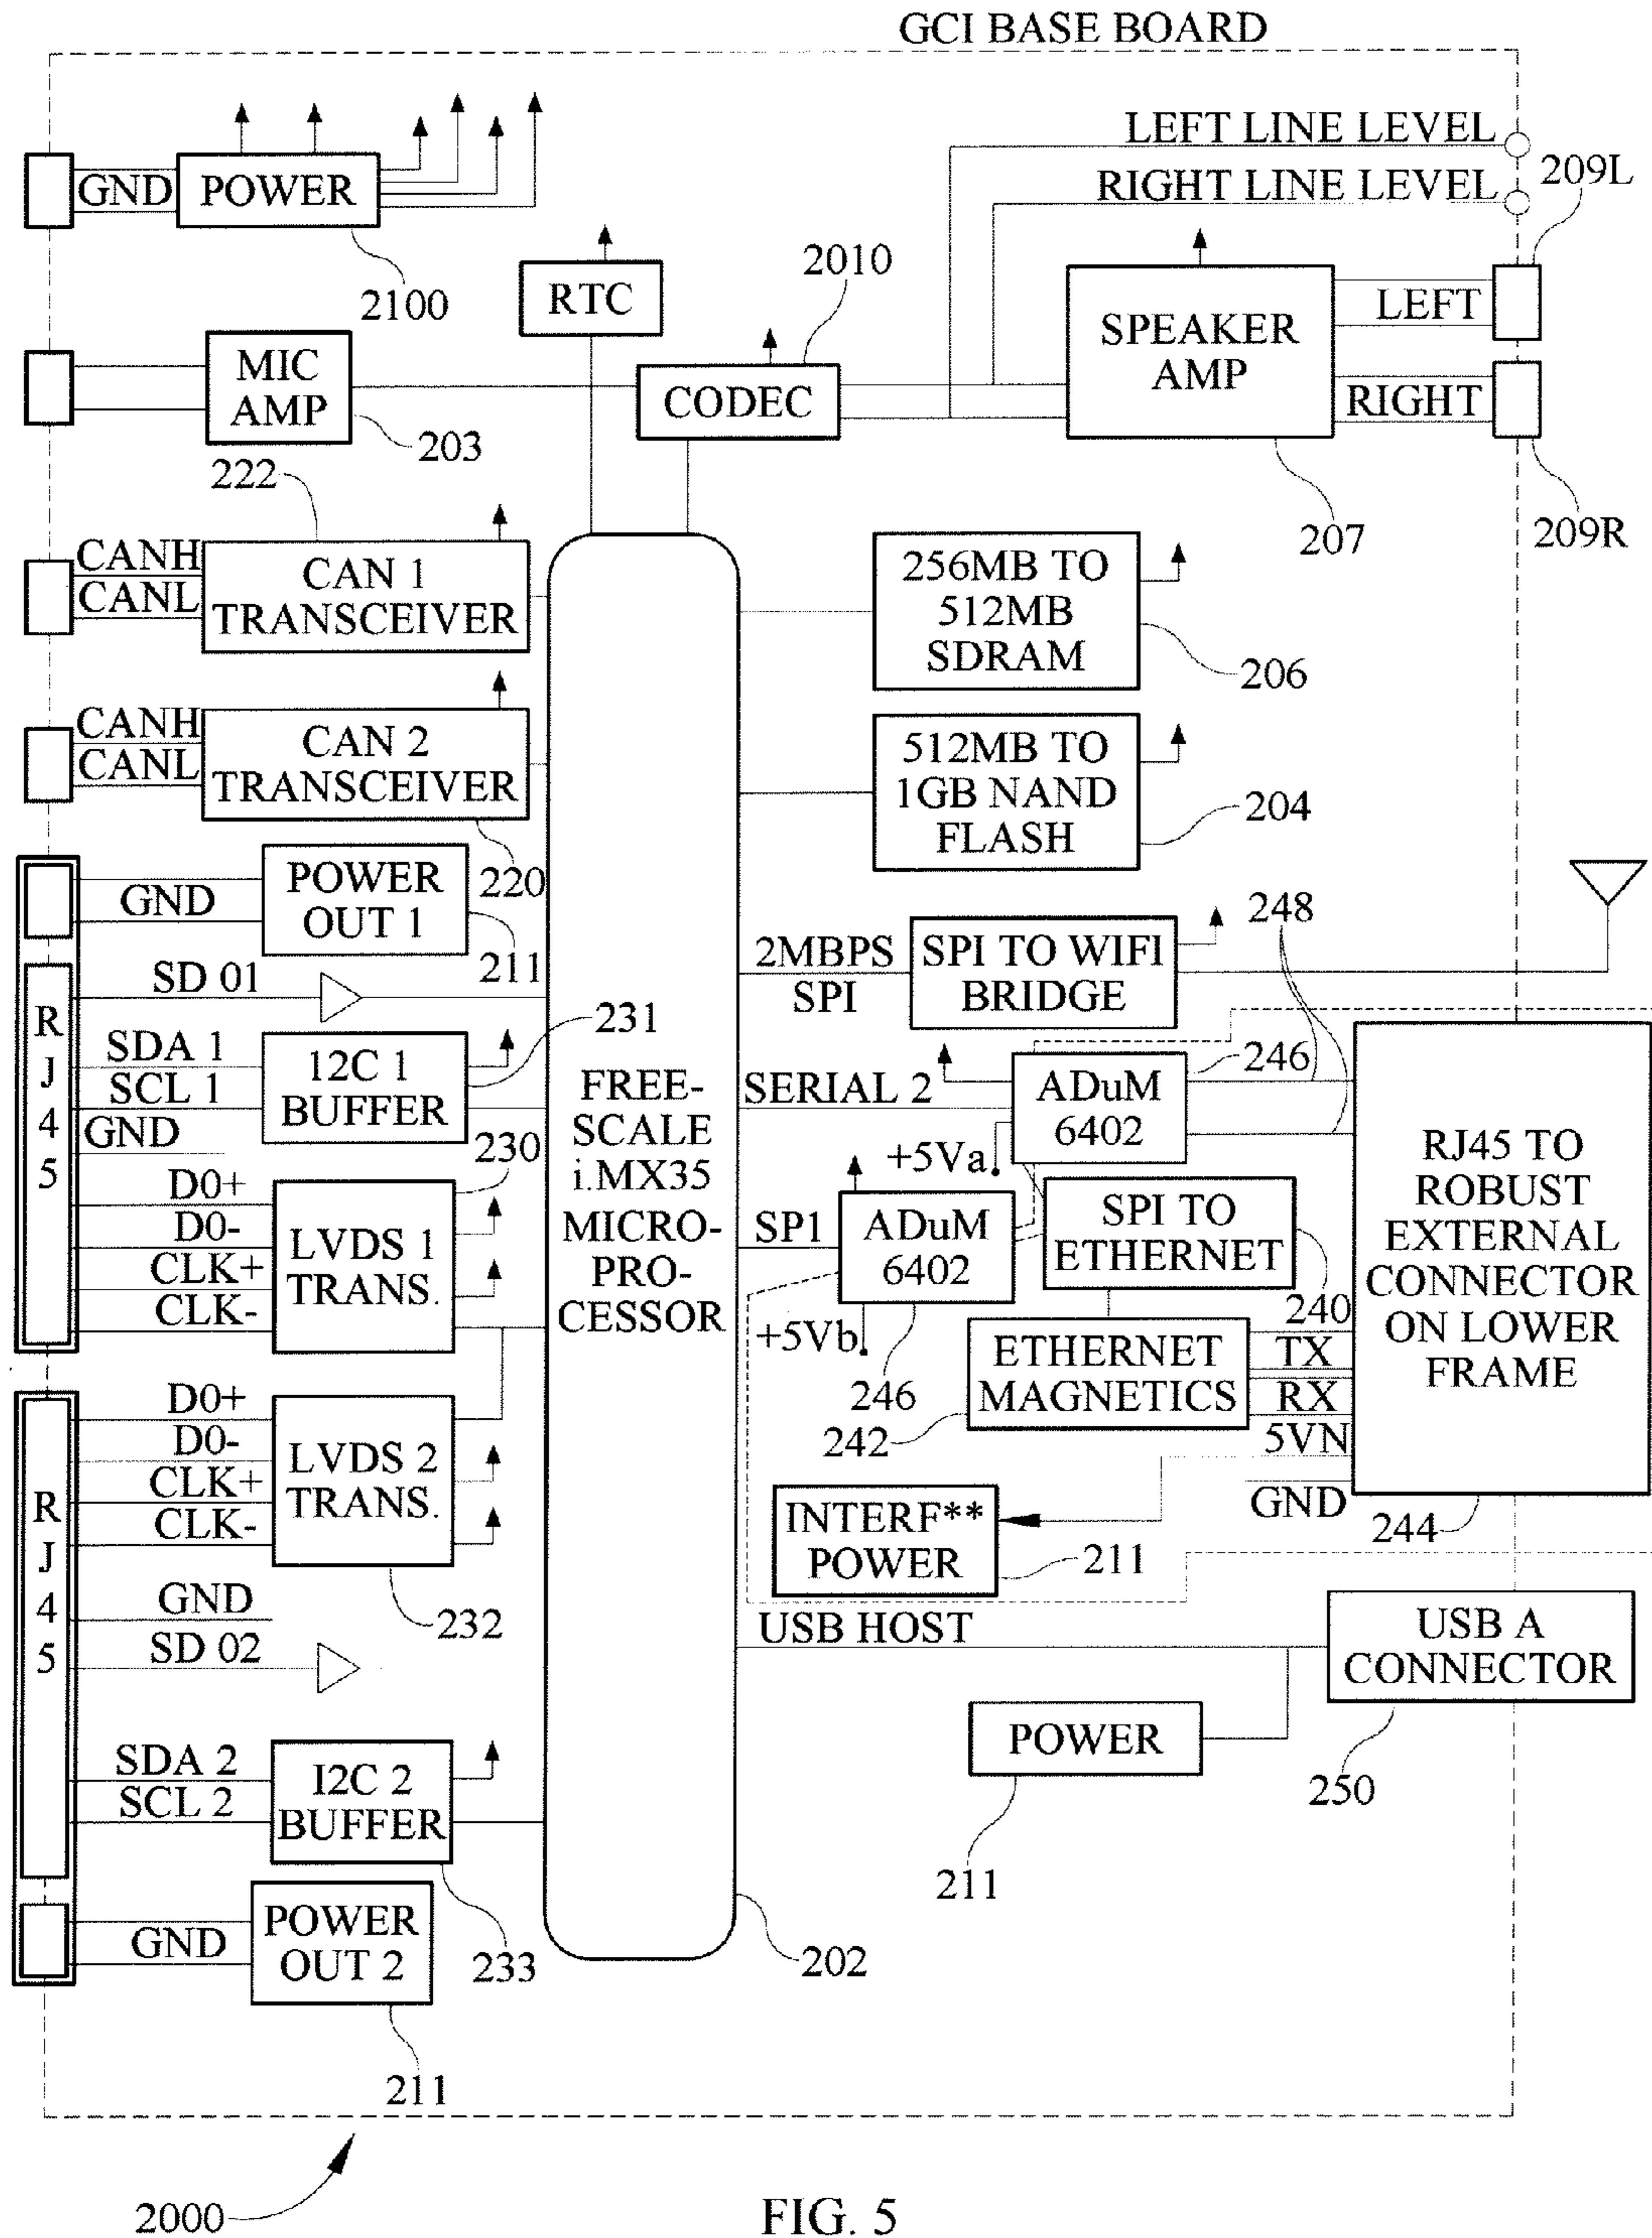 GCI BASE BOARD
LEFT LINE LEVEL
RIGHT LINE LEVEL
209L
GND
POWER
2100
RTC
2010
CODEC
SPEAKER
AMP
LEFT
RIGHT
207
209R
MIC
AMP
203
222
CANH
CANL
CAN 1
TRANSCEIVER
256MB TO
512MB
SDRAM
206
CANH
CANL
CAN 2
TRANSCEIVER
220
512MB TO
1GB NAND
FLASH
204
GND
POWER
OUT 1
211
2MBPS
SPI
SPI TO WIFI
BRIDGE
248
R
J
4
5
SD 01
231
SDA 1
SCL 1
GND
12C 1
BUFFER
230
D0+
D0-
CLK+
CLK-
LVDS 1
TRANS.
FREE-
SCALE
i.MX35
MICRO-
PRO-
CESSOR
SERIAL 2
ADuM
6402
246
+5Va
SP1
ADuM
6402
+5Vb
246
SPI TO
ETHERNET
240
ETHERNET
MAGNETICS
242
TX
RX
5VN
GND
RJ45 TO
ROBUST
EXTERNAL
CONNECTOR
ON LOWER
FRAME
244
INTERF**
POWER
211
R
J
4
5
D0+
D0-
CLK+
CLK-
LVDS 2
TRANS.
232
GND
SD 02
USB HOST
USB A
CONNECTOR
250
POWER
211
SDA 2
SCL 2
I2C 2
BUFFER
233
GND
POWER
OUT 2
211
202
2000
FIG. 5